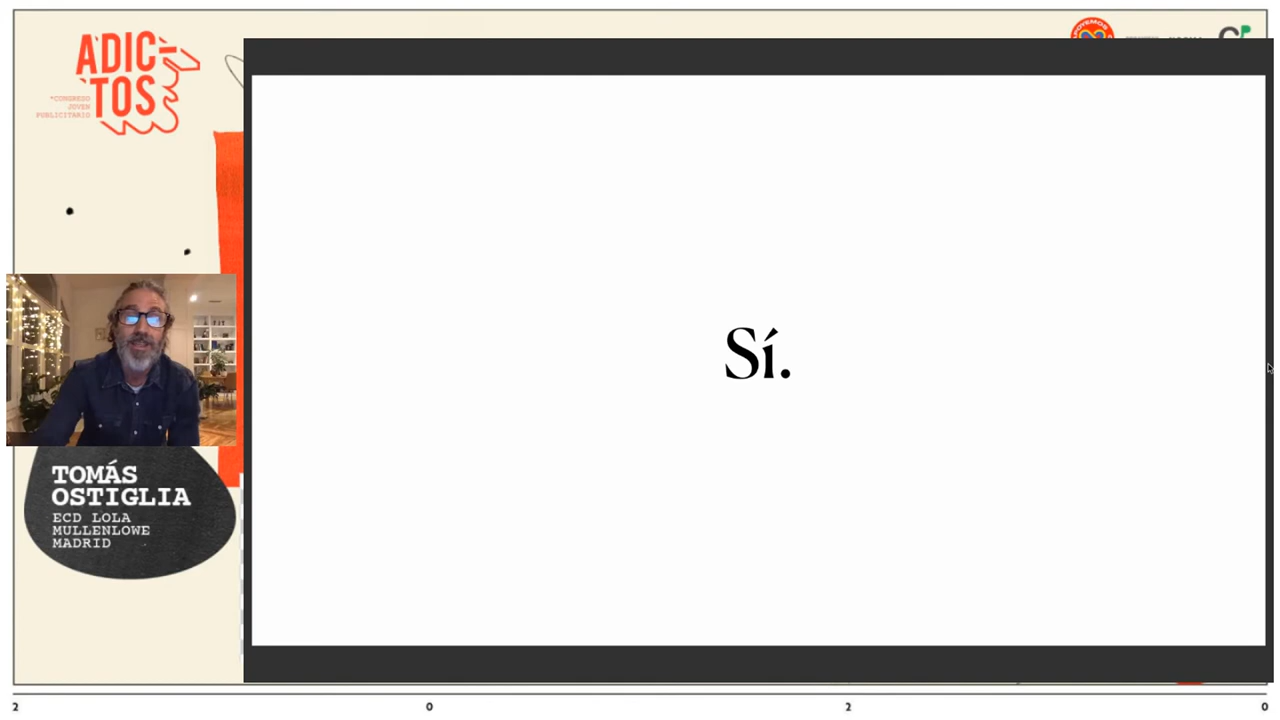 ADIC
TOS
*CONGRESO
JOVEN
PUBLICITARIO
Sí.
TOMÁS
OSTIGLIA
ECD LOLA
MULLENLOWE
MADRID
2 0 2 0